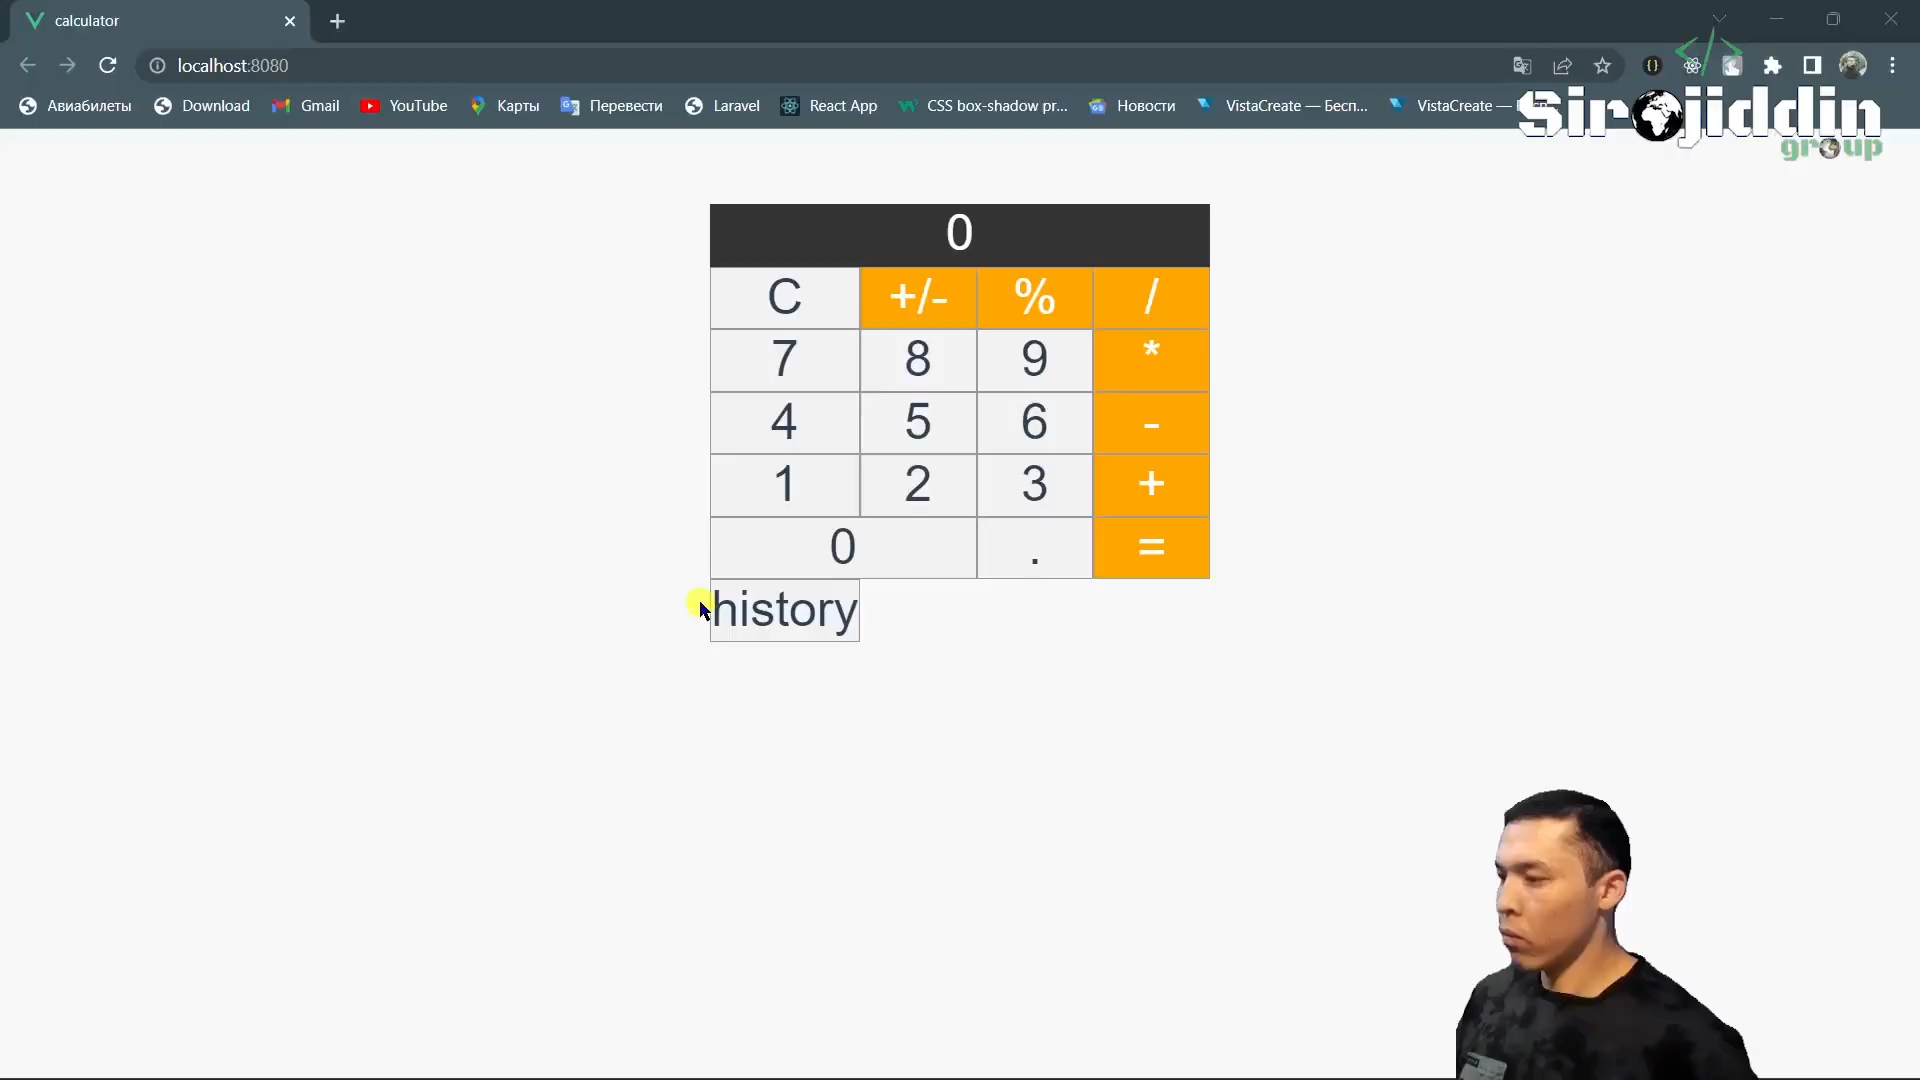 calculator
localhost:8080
Авиабилеты Download Gmail YouTube Карты Перевести Laravel React App CSS box-shadow pr... Новости VistaCreate — Бесп... VistaCreate —
Sirojiddin
group
0
C +/- % /
7 8 9 *
4 5 6 -
1 2 3 +
0 . =
history